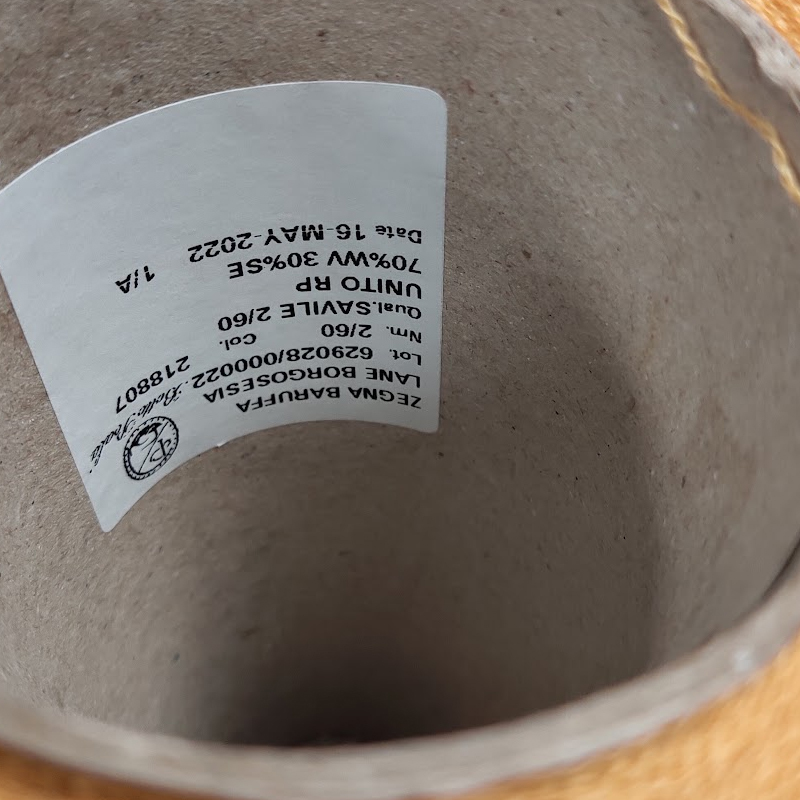 ZEGNA BARUFFA
LANE BORGOSESIA
Lot. 629028/000022. 218807
Nm. 2/60 Col.
Qual.SAVILE 2/60
UNITO RP
70%WV 30%SE 1/A
Date 16-MAY-2022